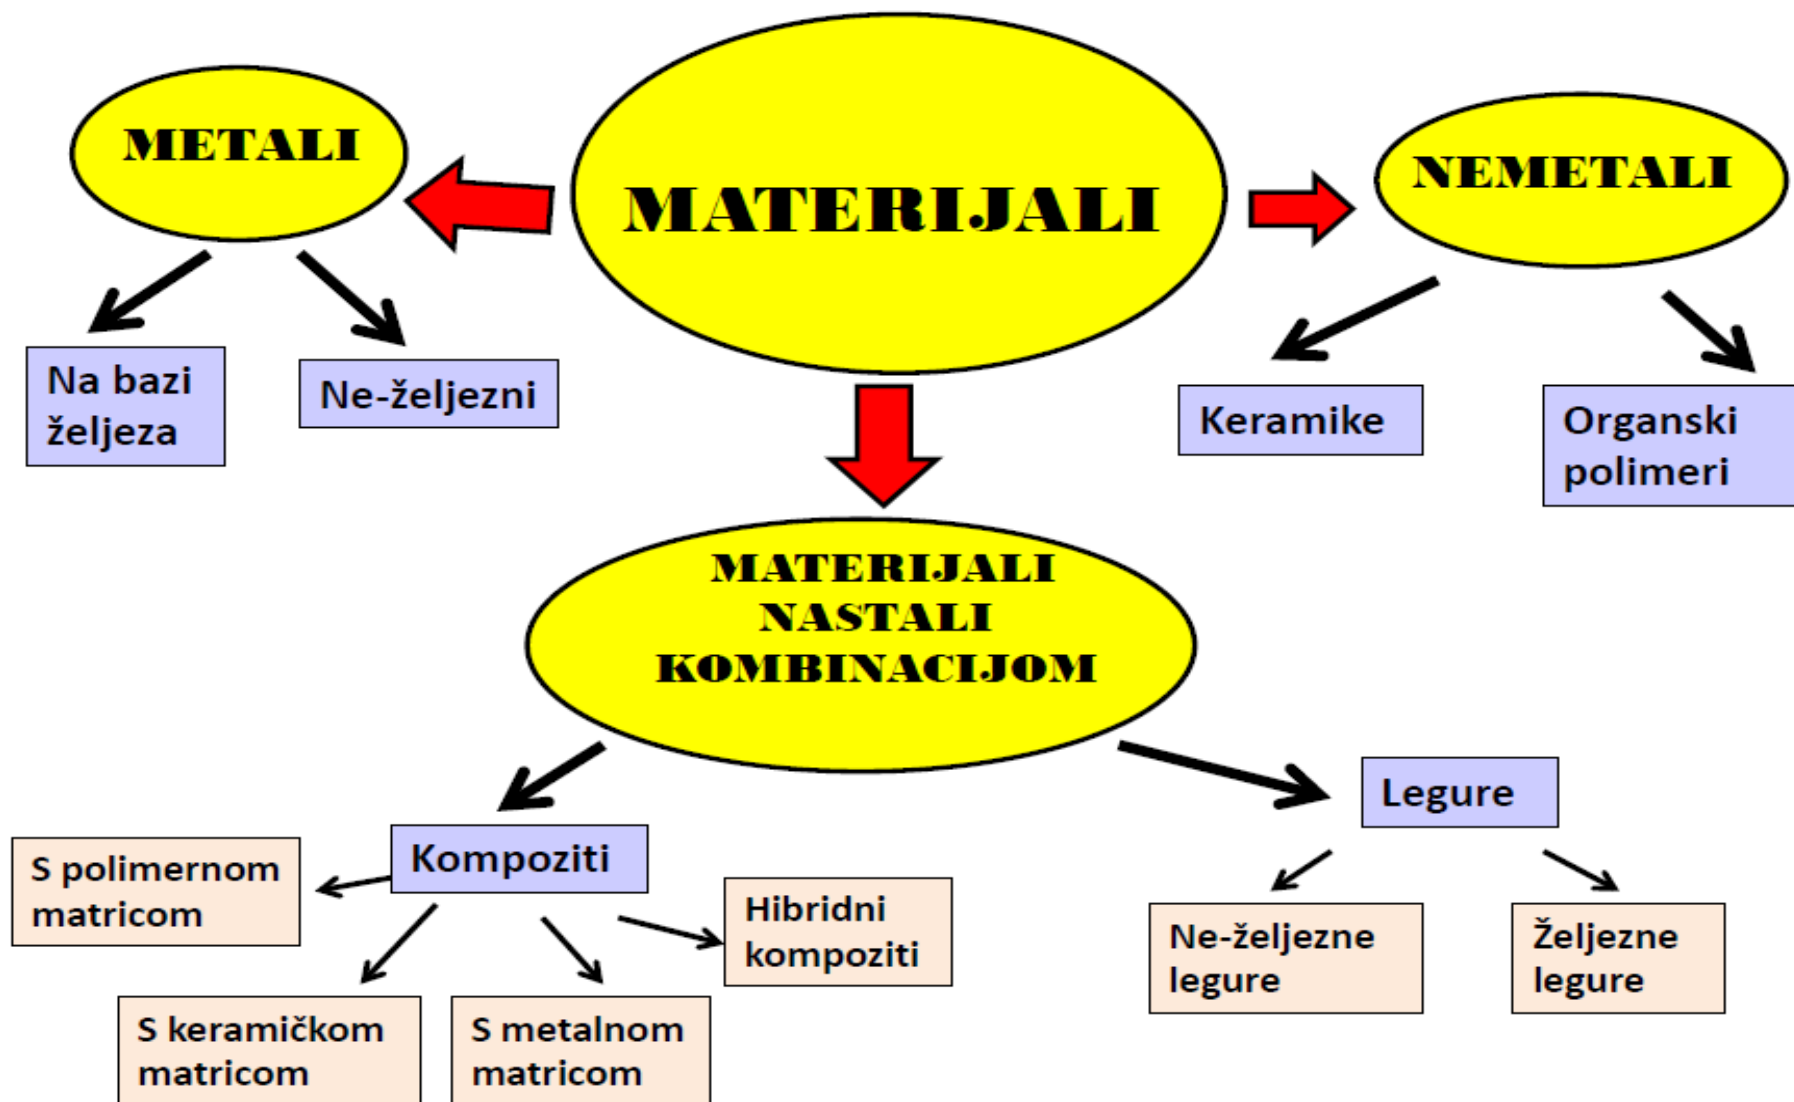 METALI
MATERIJALI
NEMETALI
Na bazi
željeza
Ne-željezni
Keramike
Organski
polimeri
MATERIJALI
NASTALI
KOMBINACIJOM
Kompoziti
Legure
S polimernom
matricom
S keramičkom
matricom
S metalnom
matricom
Hibridni
kompoziti
Ne-željezne
legure
Željezne
legure